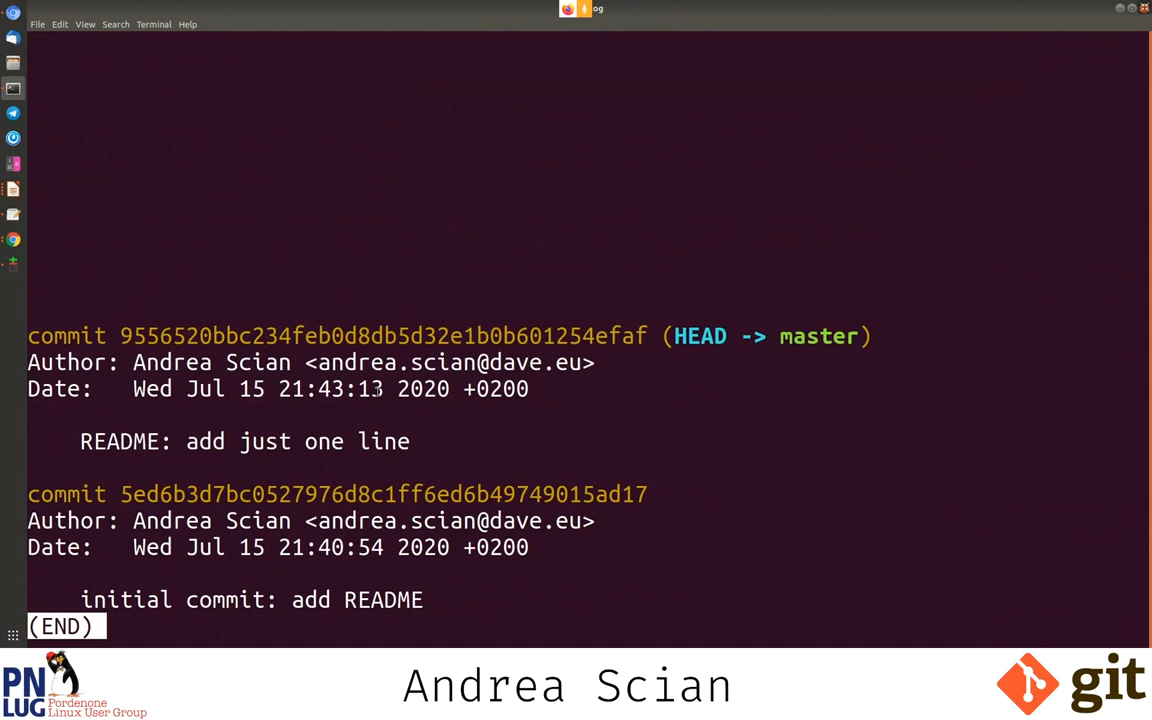 og
File Edit View Search Terminal Help
commit 9556520bbc234feb0d8db5d32e1b0b601254efaf (HEAD -> master)
Author: Andrea Scian <andrea.scian@dave.eu>
Date:   Wed Jul 15 21:43:13 2020 +0200
README: add just one line
commit 5ed6b3d7bc0527976d8c1ff6ed6b49749015ad17
Author: Andrea Scian <andrea.scian@dave.eu>
Date:   Wed Jul 15 21:40:54 2020 +0200
initial commit: add README
(END)
PN
LUG
Pordenone
Linux User Group
Andrea Scian
git